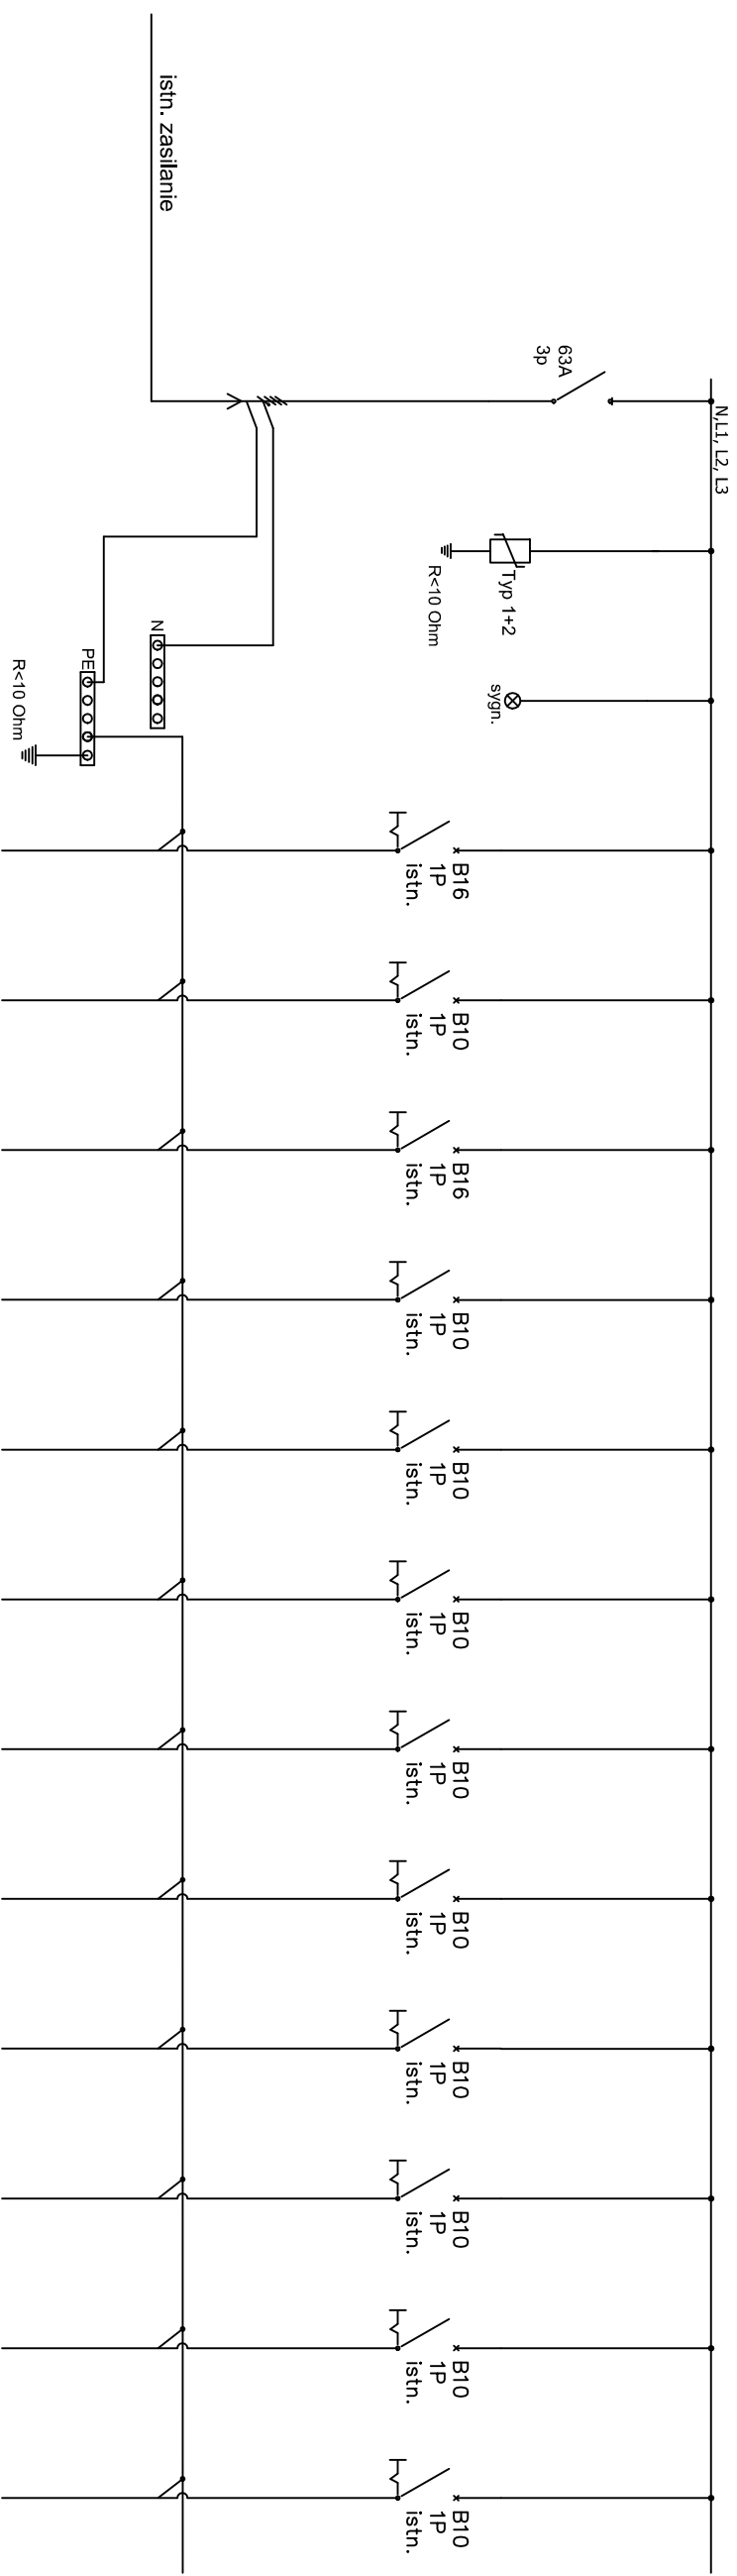 N,L1, L2, L3
63A
3p
Typ 1+2
R<10 Ohm
sygn.
istn. zasilanie
N
PE
R<10 Ohm
B16
1P
istn.
B10
1P
istn.
B16
1P
istn.
B10
1P
istn.
B10
1P
istn.
B10
1P
istn.
B10
1P
istn.
B10
1P
istn.
B10
1P
istn.
B10
1P
istn.
B10
1P
istn.
B10
1P
istn.